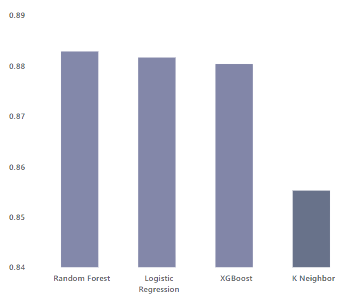 0.89
0.88
0.87
0.86
0.85
0.84
Random Forest
Logistic
Regression
XGBoost
K Neighbor